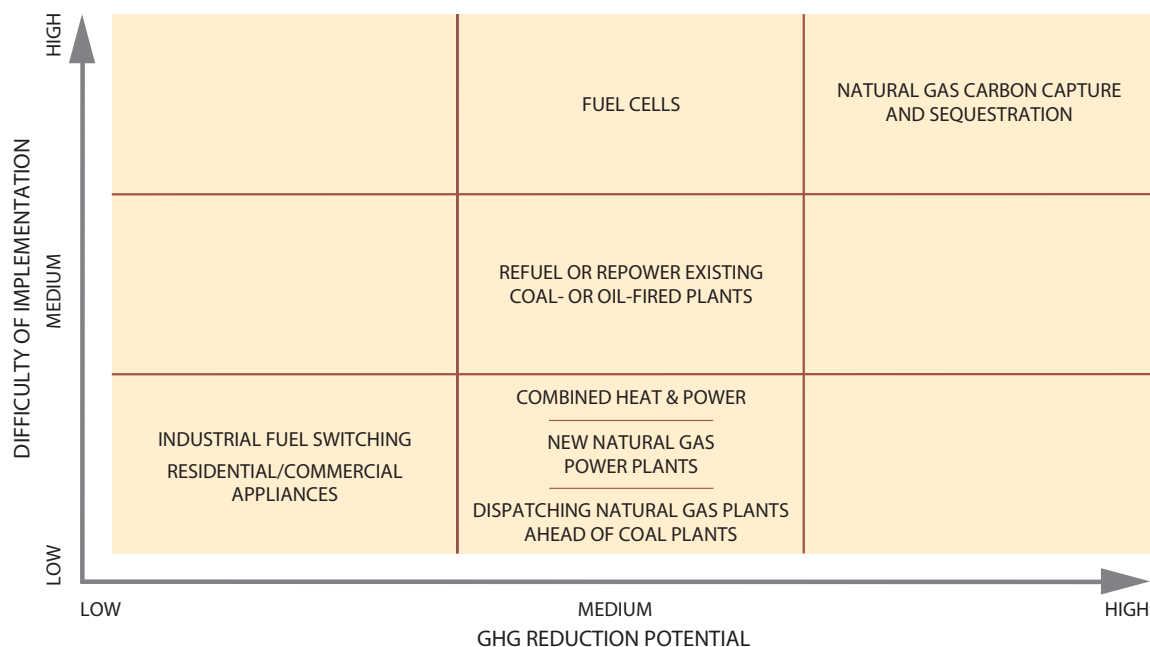 HIGH
FUEL CELLS
NATURAL GAS CARBON CAPTURE
AND SEQUESTRATION
DIFFICULTY OF IMPLEMENTATION
MEDIUM
REFUEL OR REPOWER EXISTING
COAL- OR OIL-FIRED PLANTS
INDUSTRIAL FUEL SWITCHING
RESIDENTIAL/COMMERCIAL
APPLIANCES
COMBINED HEAT & POWER
NEW NATURAL GAS
POWER PLANTS
DISPATCHING NATURAL GAS PLANTS
AHEAD OF COAL PLANTS
LOW
LOW
MEDIUM
HIGH
GHG REDUCTION POTENTIAL